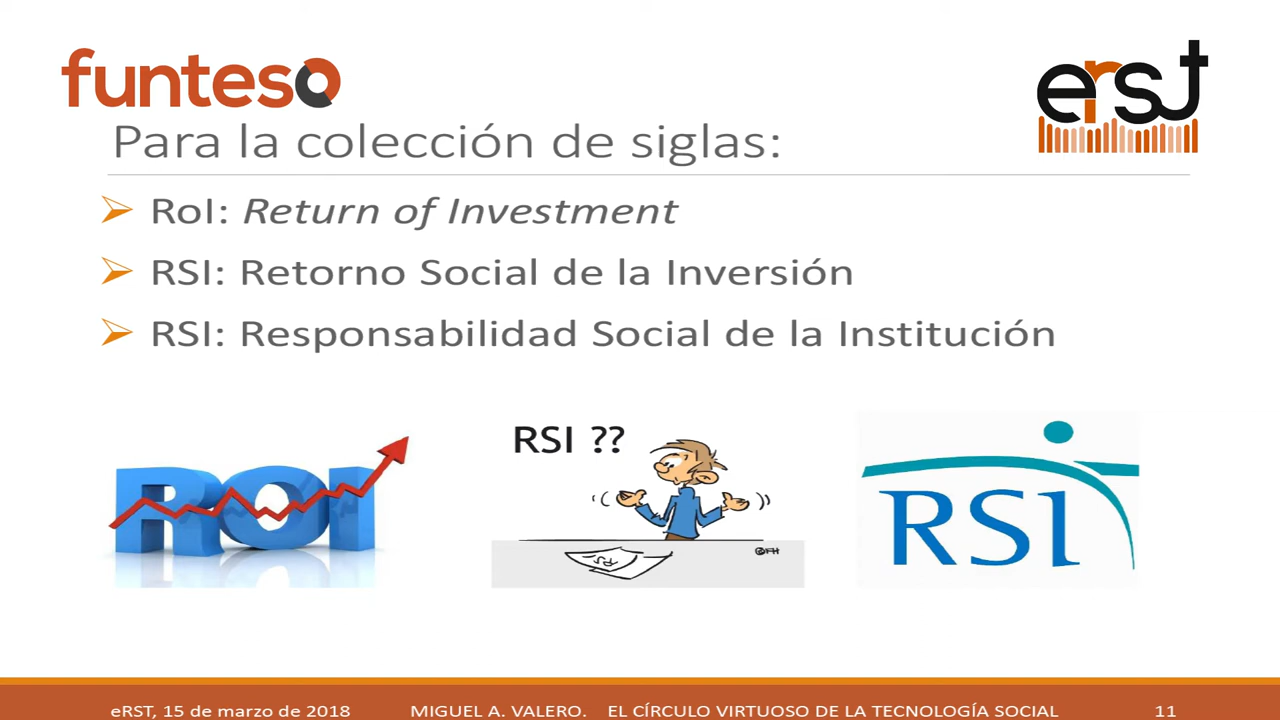 funteso
erst
Para la colección de siglas:
RoI: Return of Investment
RSI: Retorno Social de la Inversión
RSI: Responsabilidad Social de la Institución
ROI
RSI ??
RSI
eRST, 15 de marzo de 2018 MIGUEL A. VALERO. EL CÍRCULO VIRTUOSO DE LA TECNOLOGÍA SOCIAL 11